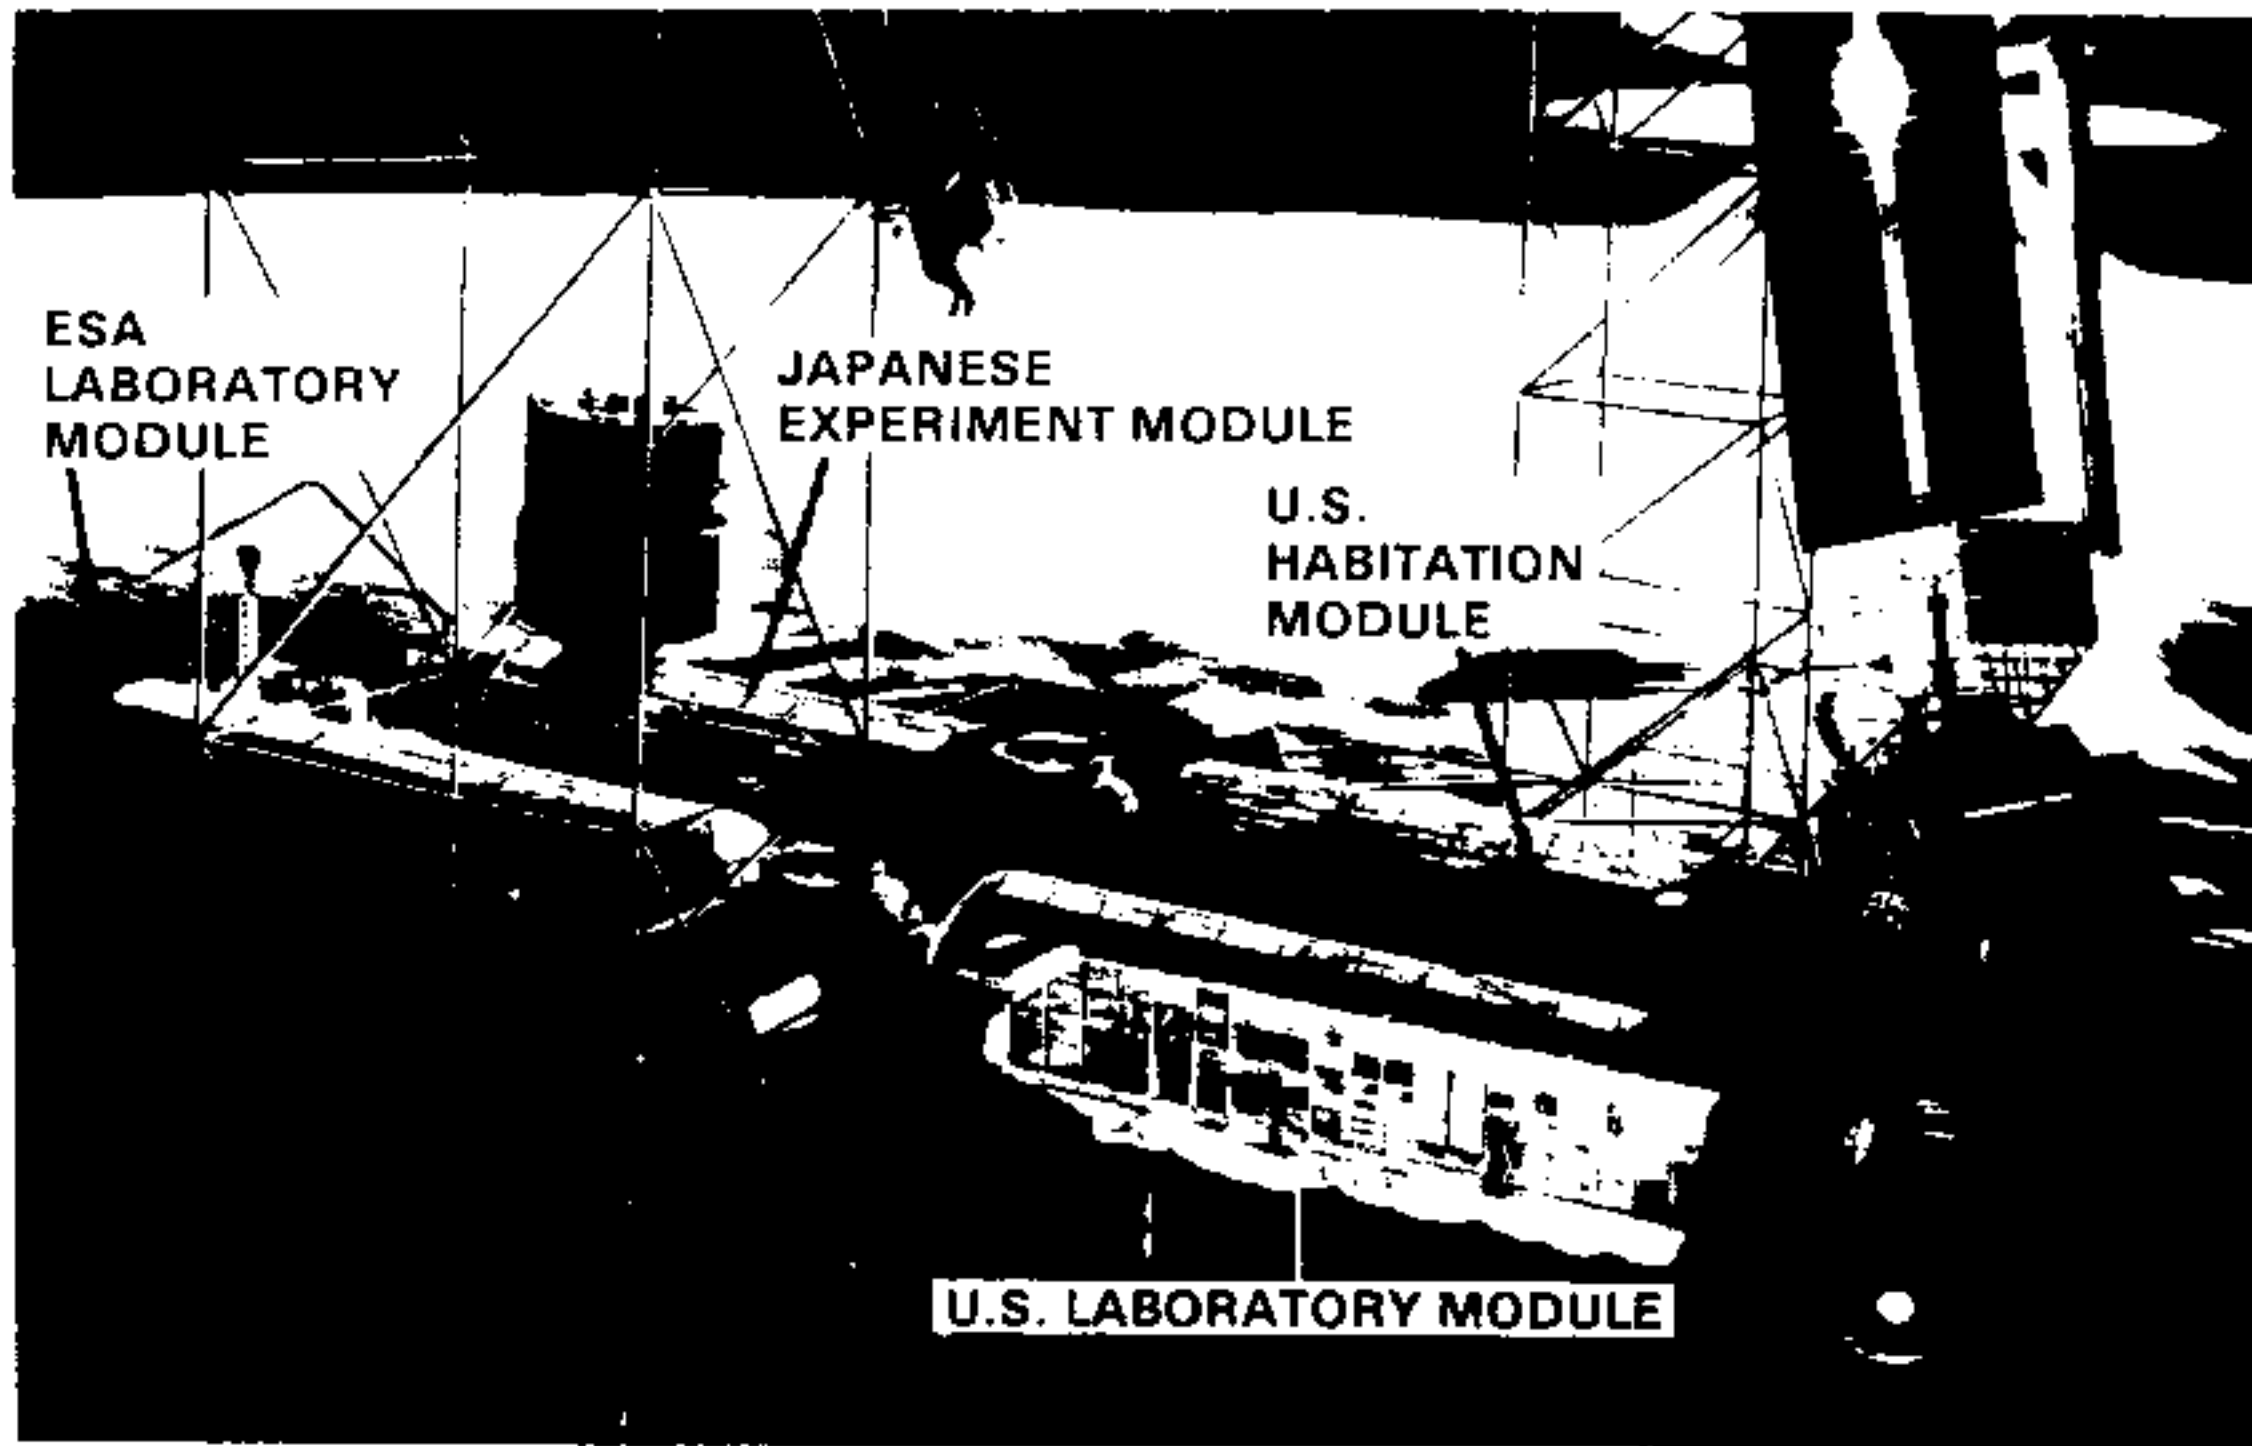 ESA
LABORATORY
MODULE
JAPANESE
EXPERIMENT MODULE
U.S.
HABITATION
MODULE
U.S. LABORATORY MODULE